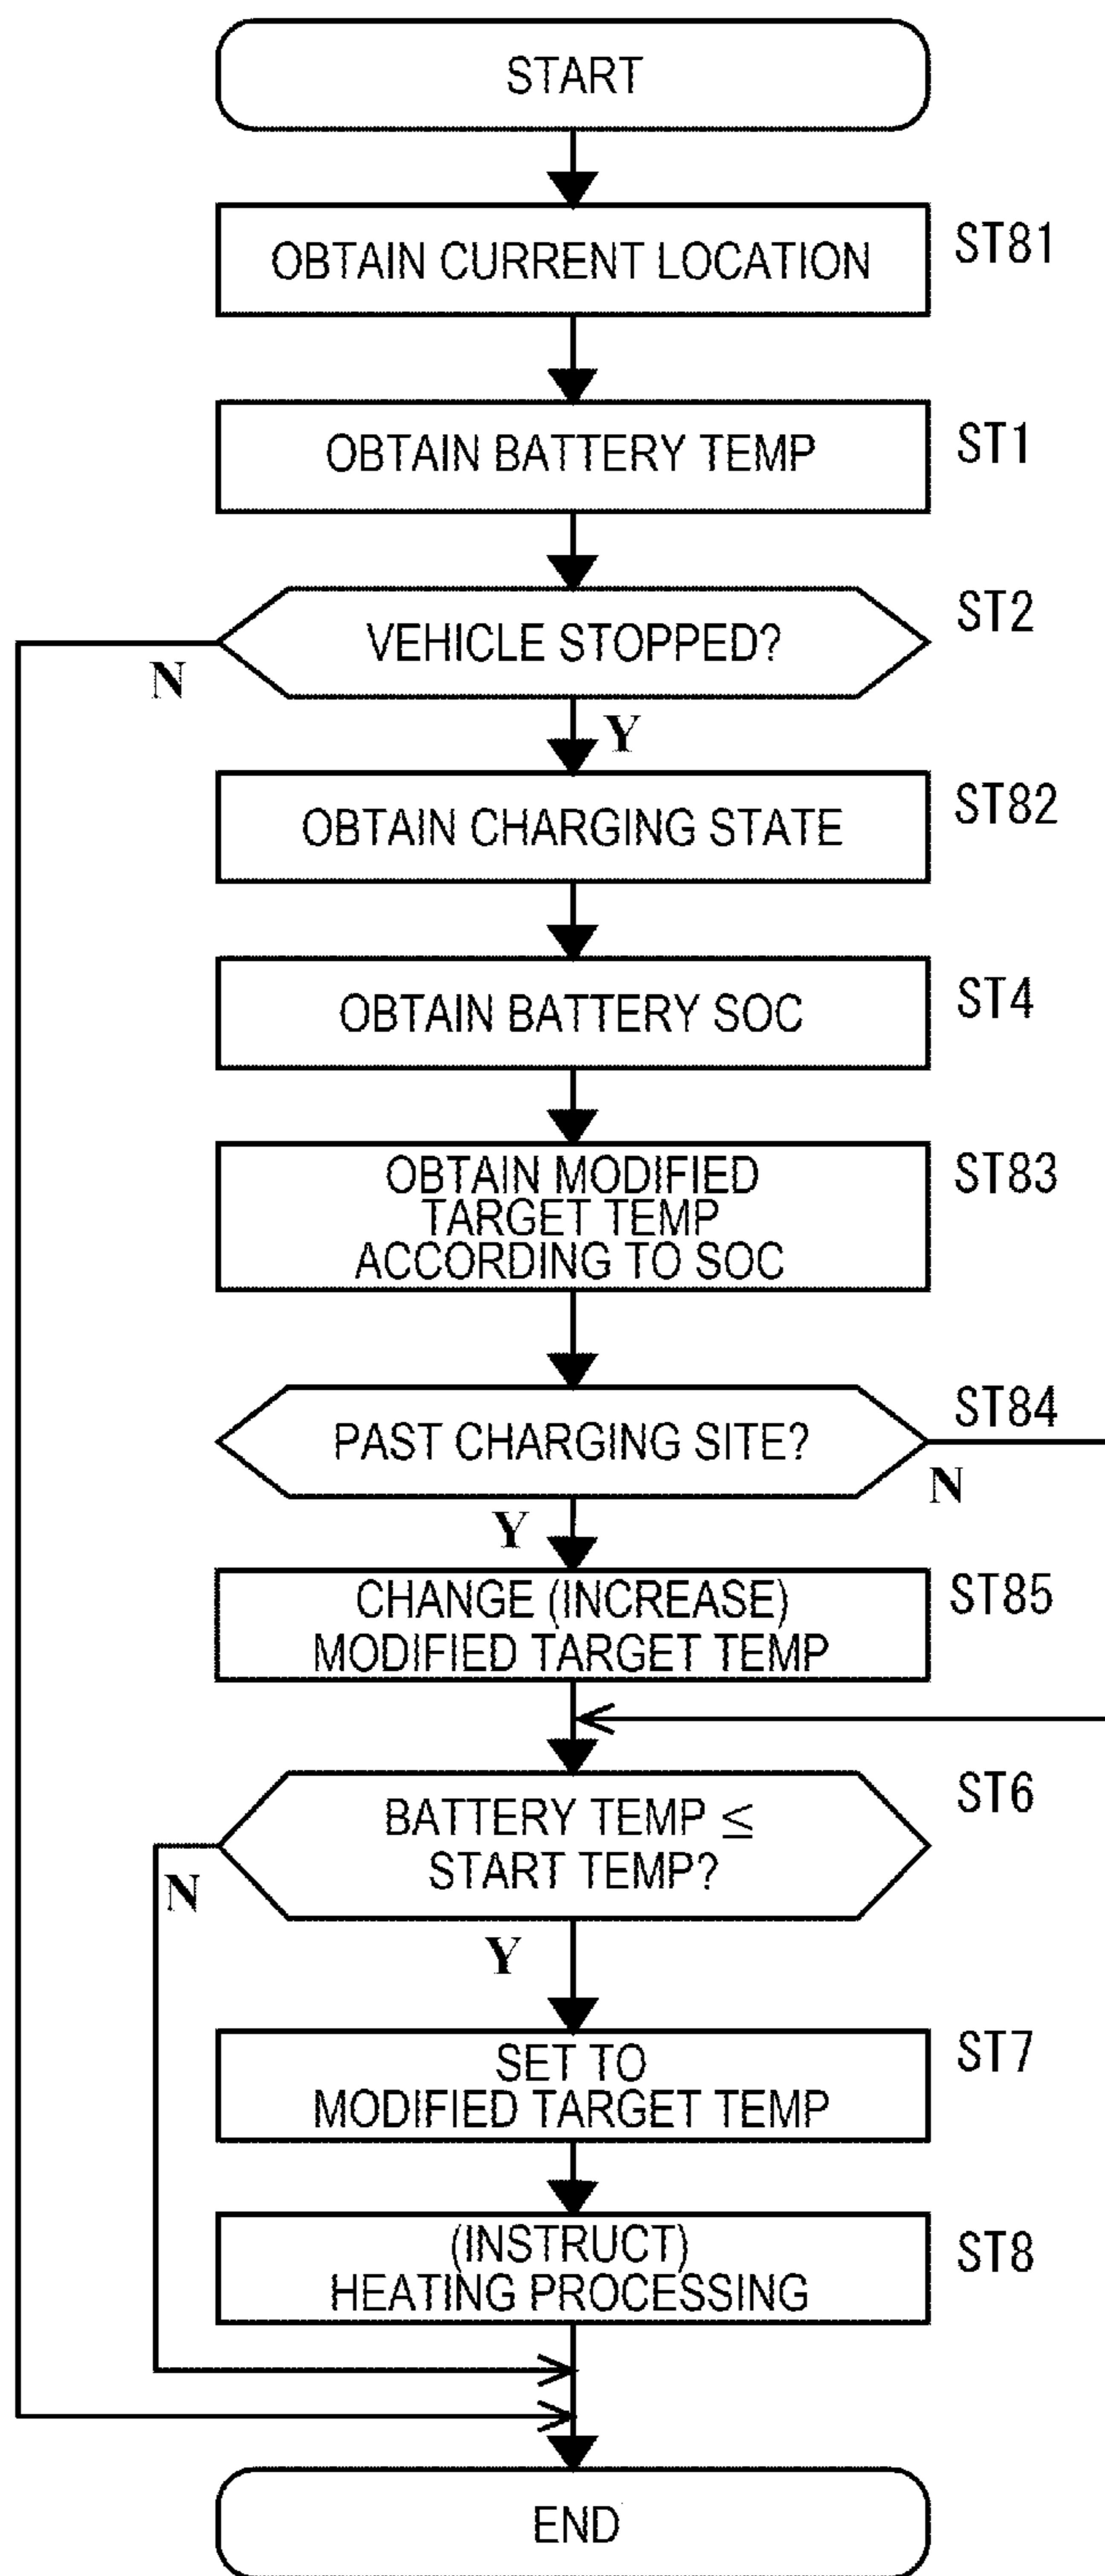 START
OBTAIN CURRENT LOCATION
ST81
OBTAIN BATTERY TEMP
ST1
VEHICLE STOPPED?
ST2
N
Y
OBTAIN CHARGING STATE
ST82
OBTAIN BATTERY SOC
ST4
OBTAIN MODIFIED
TARGET TEMP
ACCORDING TO SOC
ST83
PAST CHARGING SITE?
ST84
N
Y
CHANGE (INCREASE)
MODIFIED TARGET TEMP
ST85
BATTERY TEMP ≤
START TEMP?
ST6
N
Y
SET TO
MODIFIED TARGET TEMP
ST7
(INSTRUCT)
HEATING PROCESSING
ST8
END